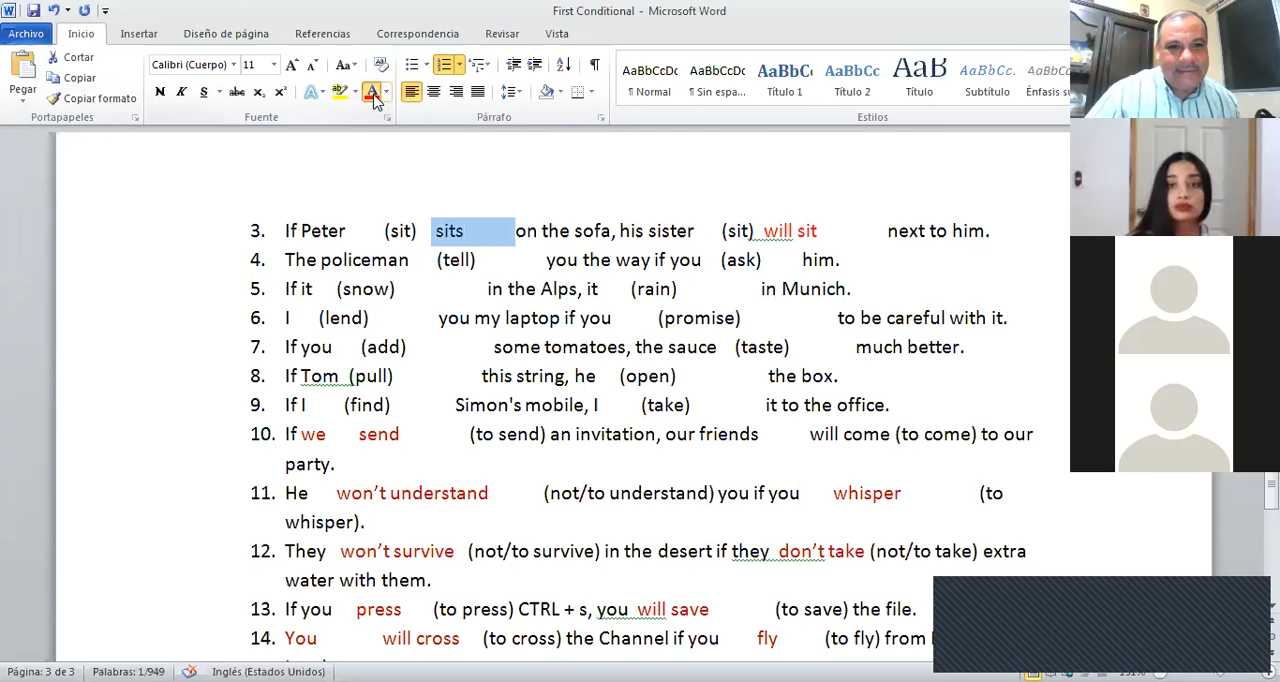 First Conditional - Microsoft Word
Archivo Inicio Insertar Diseño de página Referencias Correspondencia Revisar Vista
Pegar
Cortar
Copiar
Copiar formato
Portapapeles
Calibri (Cuerpo) 11
Fuente
Párrafo
AaBbCcDc AaBbCcDc AaBbC AaBbCc AaB AaBbCc.
¶ Normal ¶ Sin espa... Título 1 Título 2 Título Subtítulo Énfasis
Estilos
3. If Peter (sit) sits on the sofa, his sister (sit) will sit next to him.
4. The policeman (tell) you the way if you (ask) him.
5. If it (snow) in the Alps, it (rain) in Munich.
6. I (lend) you my laptop if you (promise) to be careful with it.
7. If you (add) some tomatoes, the sauce (taste) much better.
8. If Tom (pull) this string, he (open) the box.
9. If I (find) Simon's mobile, I (take) it to the office.
10. If we send (to send) an invitation, our friends will come (to come) to our
party.
11. He won’t understand (not/to understand) you if you whisper (to
whisper).
12. They won’t survive (not/to survive) in the desert if they don’t take (not/to take) extra
water with them.
13. If you press (to press) CTRL + s, you will save (to save) the file.
14. You will cross (to cross) the Channel if you fly (to fly) from
Página: 3 de 3 Palabras: 1/949 Inglés (Estados Unidos)